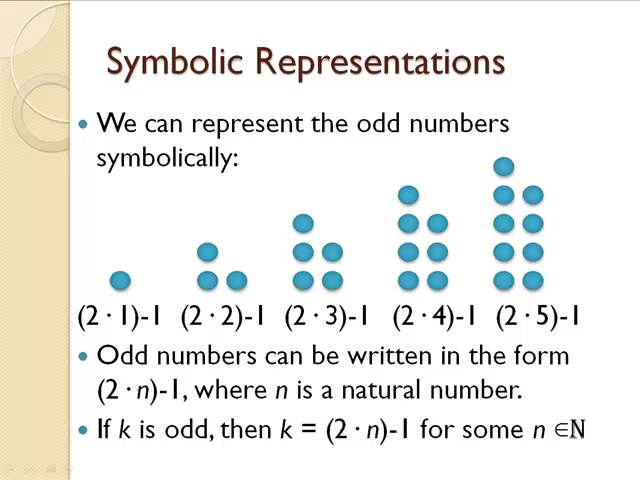 Symbolic Representations
• We can represent the odd numbers
symbolically:
(2 · 1)-1 (2 · 2)-1 (2 · 3)-1 (2 · 4)-1 (2 · 5)-1
• Odd numbers can be written in the form
(2 · n)-1, where n is a natural number.
• If k is odd, then k = (2 · n)-1 for some n ∈ℕ